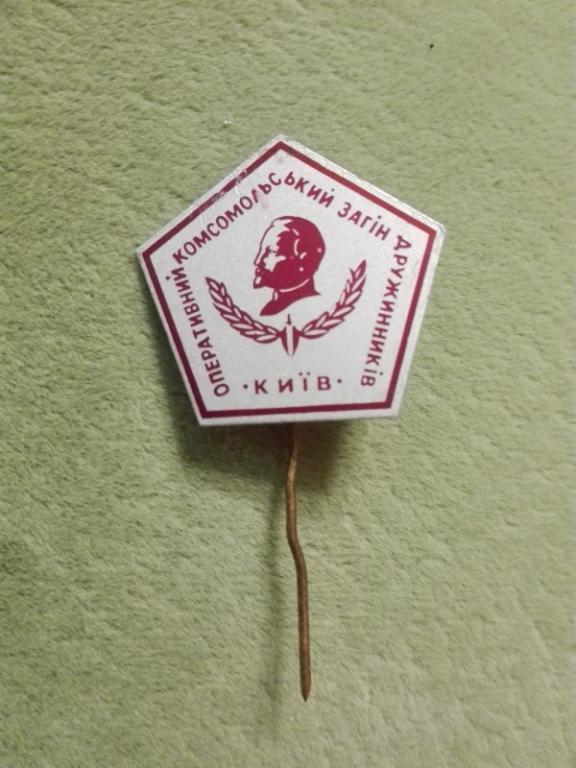 ОПЕРАТИВНИЙ КОМСОМОЛЬСЬКИЙ ЗАГІН ДРУЖИННИКІВ
· КИЇВ ·